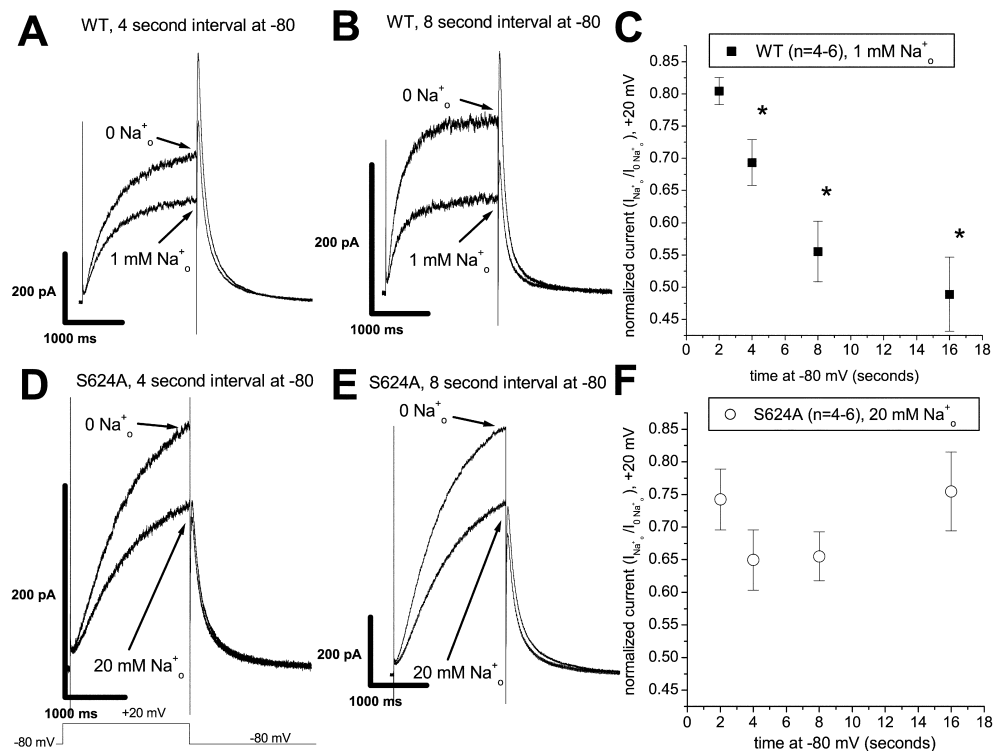 A
WT, 4 second interval at -80
0 Na⁺ₒ
1 mM Na⁺ₒ
200 pA
1000 ms
B
WT, 8 second interval at -80
0 Na⁺ₒ
1 mM Na⁺ₒ
200 pA
1000 ms
C
WT (n=4-6), 1 mM Na⁺ₒ
normalized current (I Na⁺ₒ /I 0 Na⁺ₒ ), +20 mV
0.85
0.80
0.75
0.70
0.65
0.60
0.55
0.50
0.45
*
*
*
0 2 4 6 8 10 12 14 16 18
time at -80 mV (seconds)
D
S624A, 4 second interval at -80
0 Na⁺ₒ
20 mM Na⁺ₒ
200 pA
1000 ms
+20 mV
-80 mV
-80 mV
E
S624A, 8 second interval at -80
0 Na⁺ₒ
20 mM Na⁺ₒ
200 pA
1000 ms
F
S624A (n=4-6), 20 mM Na⁺ₒ
normalized current (I Na⁺ₒ /I 0 Na⁺ₒ ), +20 mV
0.85
0.80
0.75
0.70
0.65
0.60
0.55
0.50
0.45
0 2 4 6 8 10 12 14 16 18
time at -80 mV (seconds)